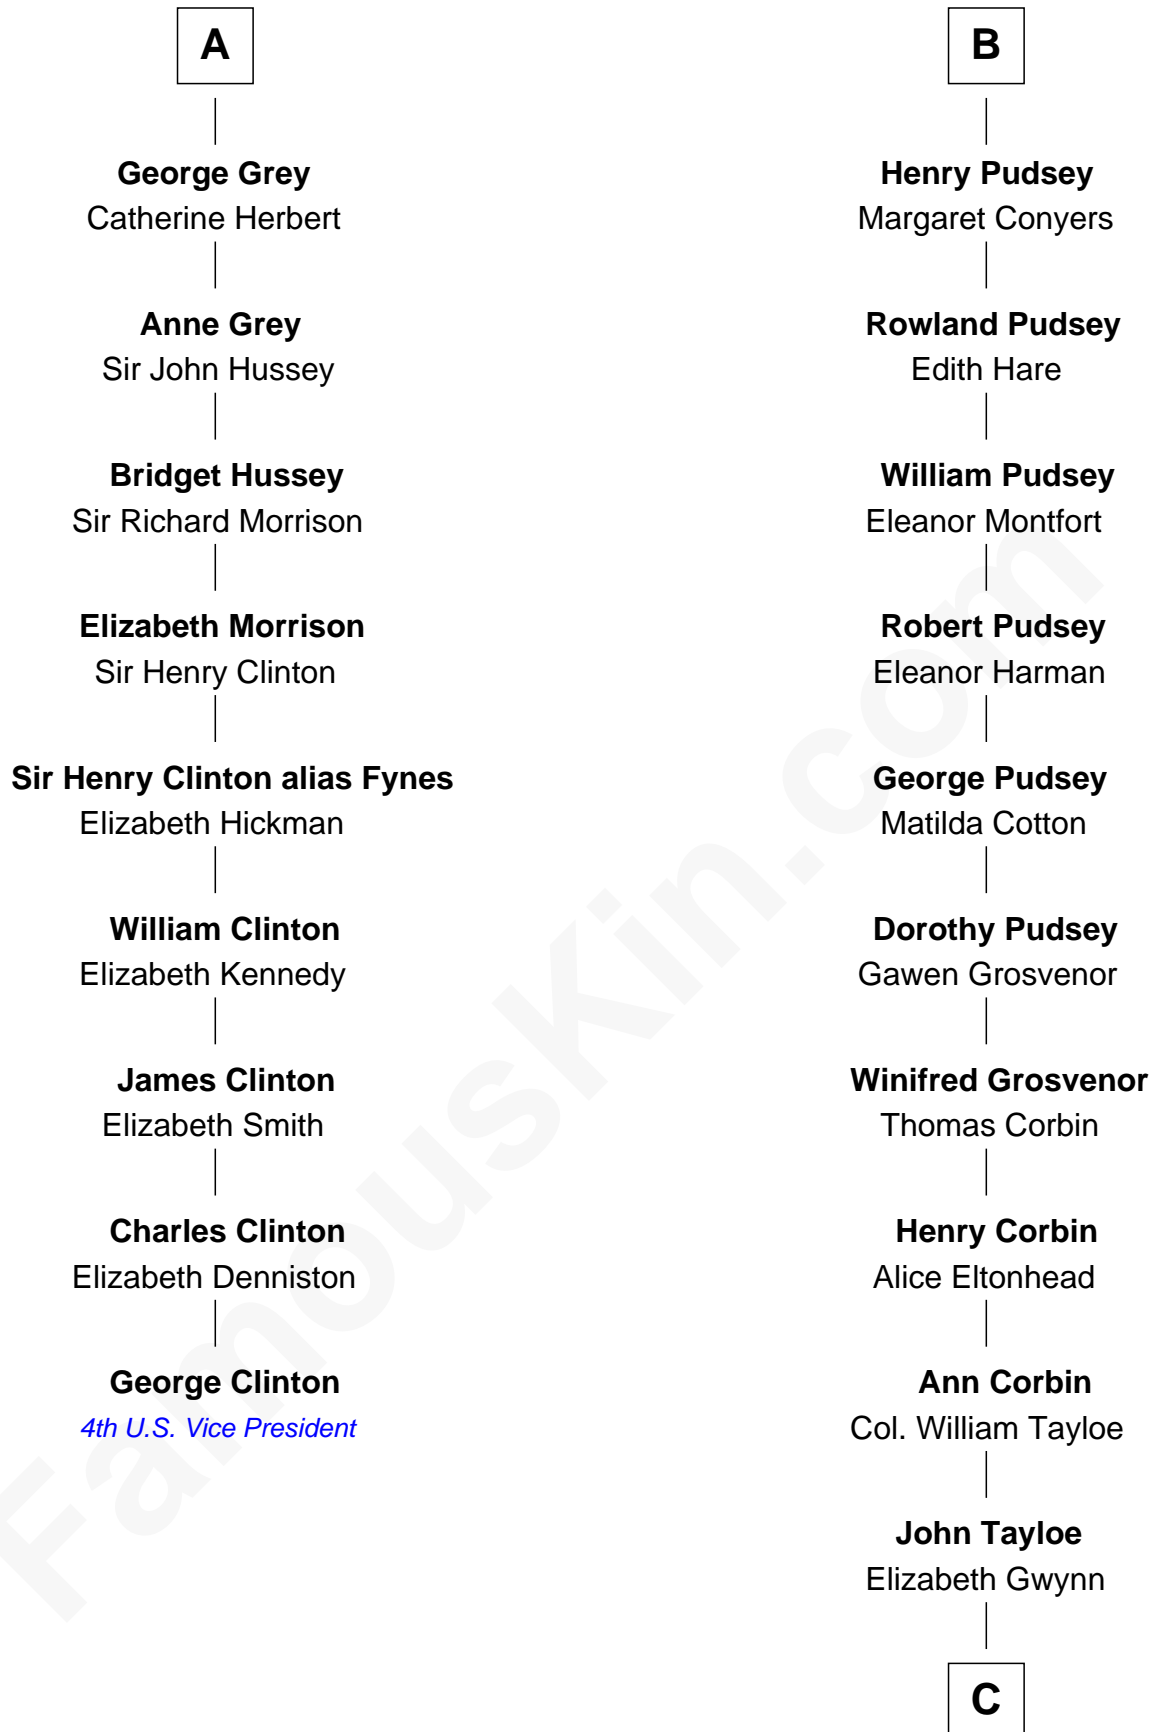 A
George Grey
Catherine Herbert
Anne Grey
Sir John Hussey
Bridget Hussey
Sir Richard Morrison
Elizabeth Morrison
Sir Henry Clinton
Sir Henry Clinton alias Fynes
Elizabeth Hickman
William Clinton
Elizabeth Kennedy
James Clinton
Elizabeth Smith
Charles Clinton
Elizabeth Denniston
George Clinton
4th U.S. Vice President
B
Henry Pudsey
Margaret Conyers
Rowland Pudsey
Edith Hare
William Pudsey
Eleanor Montfort
Robert Pudsey
Eleanor Harman
George Pudsey
Matilda Cotton
Dorothy Pudsey
Gawen Grosvenor
Winifred Grosvenor
Thomas Corbin
Henry Corbin
Alice Eltonhead
Ann Corbin
Col. William Tayloe
John Tayloe
Elizabeth Gwynn
C
FamousKin.com